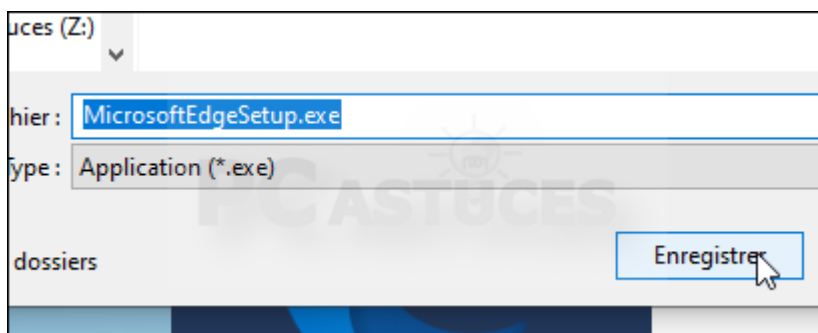 uces (Z:)
hier : MicrosoftEdgeSetup.exe
Type : Application (*.exe)
PC ASTUCES
dossiers
Enregistrer